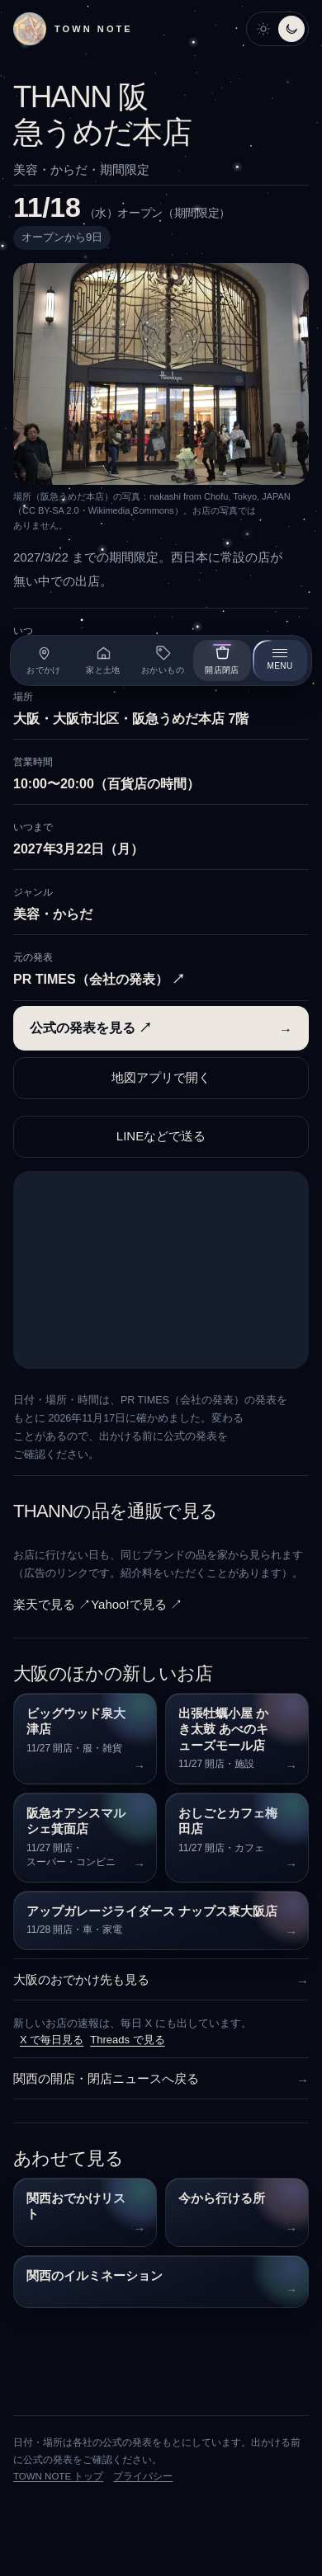 TOWN NOTE
THANN 阪
急うめだ本店
美容・からだ・期間限定
11/18 （水）オープン（期間限定）
オープンから9日
場所（阪急うめだ本店）の写真：nakashi from Chofu, Tokyo, JAPAN
（CC BY-SA 2.0・Wikimedia Commons）。お店の写真では
ありません。
2027/3/22 までの期間限定。西日本に常設の店が
無い中での出店。
いつ
おでかけ 家と土地 おかいもの 開店閉店 MENU
場所
大阪・大阪市北区・阪急うめだ本店 7階
営業時間
10:00〜20:00（百貨店の時間）
いつまで
2027年3月22日（月）
ジャンル
美容・からだ
元の発表
PR TIMES（会社の発表） ↗
公式の発表を見る ↗ →
地図アプリで開く
LINEなどで送る
日付・場所・時間は、PR TIMES（会社の発表）の発表を
もとに 2026年11月17日に確かめました。変わる
ことがあるので、出かける前に公式の発表を
ご確認ください。
THANNの品を通販で見る
お店に行けない日も、同じブランドの品を家から見られます
（広告のリンクです。紹介料をいただくことがあります）。
楽天で見る ↗Yahoo!で見る ↗
大阪のほかの新しいお店
ビッグウッド泉大
津店
11/27 開店・服・雑貨
→
出張牡蠣小屋 か
き太鼓 あべのキ
ューズモール店
11/27 開店・施設
→
阪急オアシスマル
シェ箕面店
11/27 開店・
スーパー・コンビニ
→
おしごとカフェ梅
田店
11/27 開店・カフェ
→
アップガレージライダース ナップス東大阪店
11/28 開店・車・家電
→
大阪のおでかけ先も見る →
新しいお店の速報は、毎日 X にも出しています。
X で毎日見る Threads で見る
関西の開店・閉店ニュースへ戻る →
あわせて見る
関西おでかけリス
ト
→
今から行ける所
→
関西のイルミネーション
→
日付・場所は各社の公式の発表をもとにしています。出かける前
に公式の発表をご確認ください。
TOWN NOTE トップ プライバシー